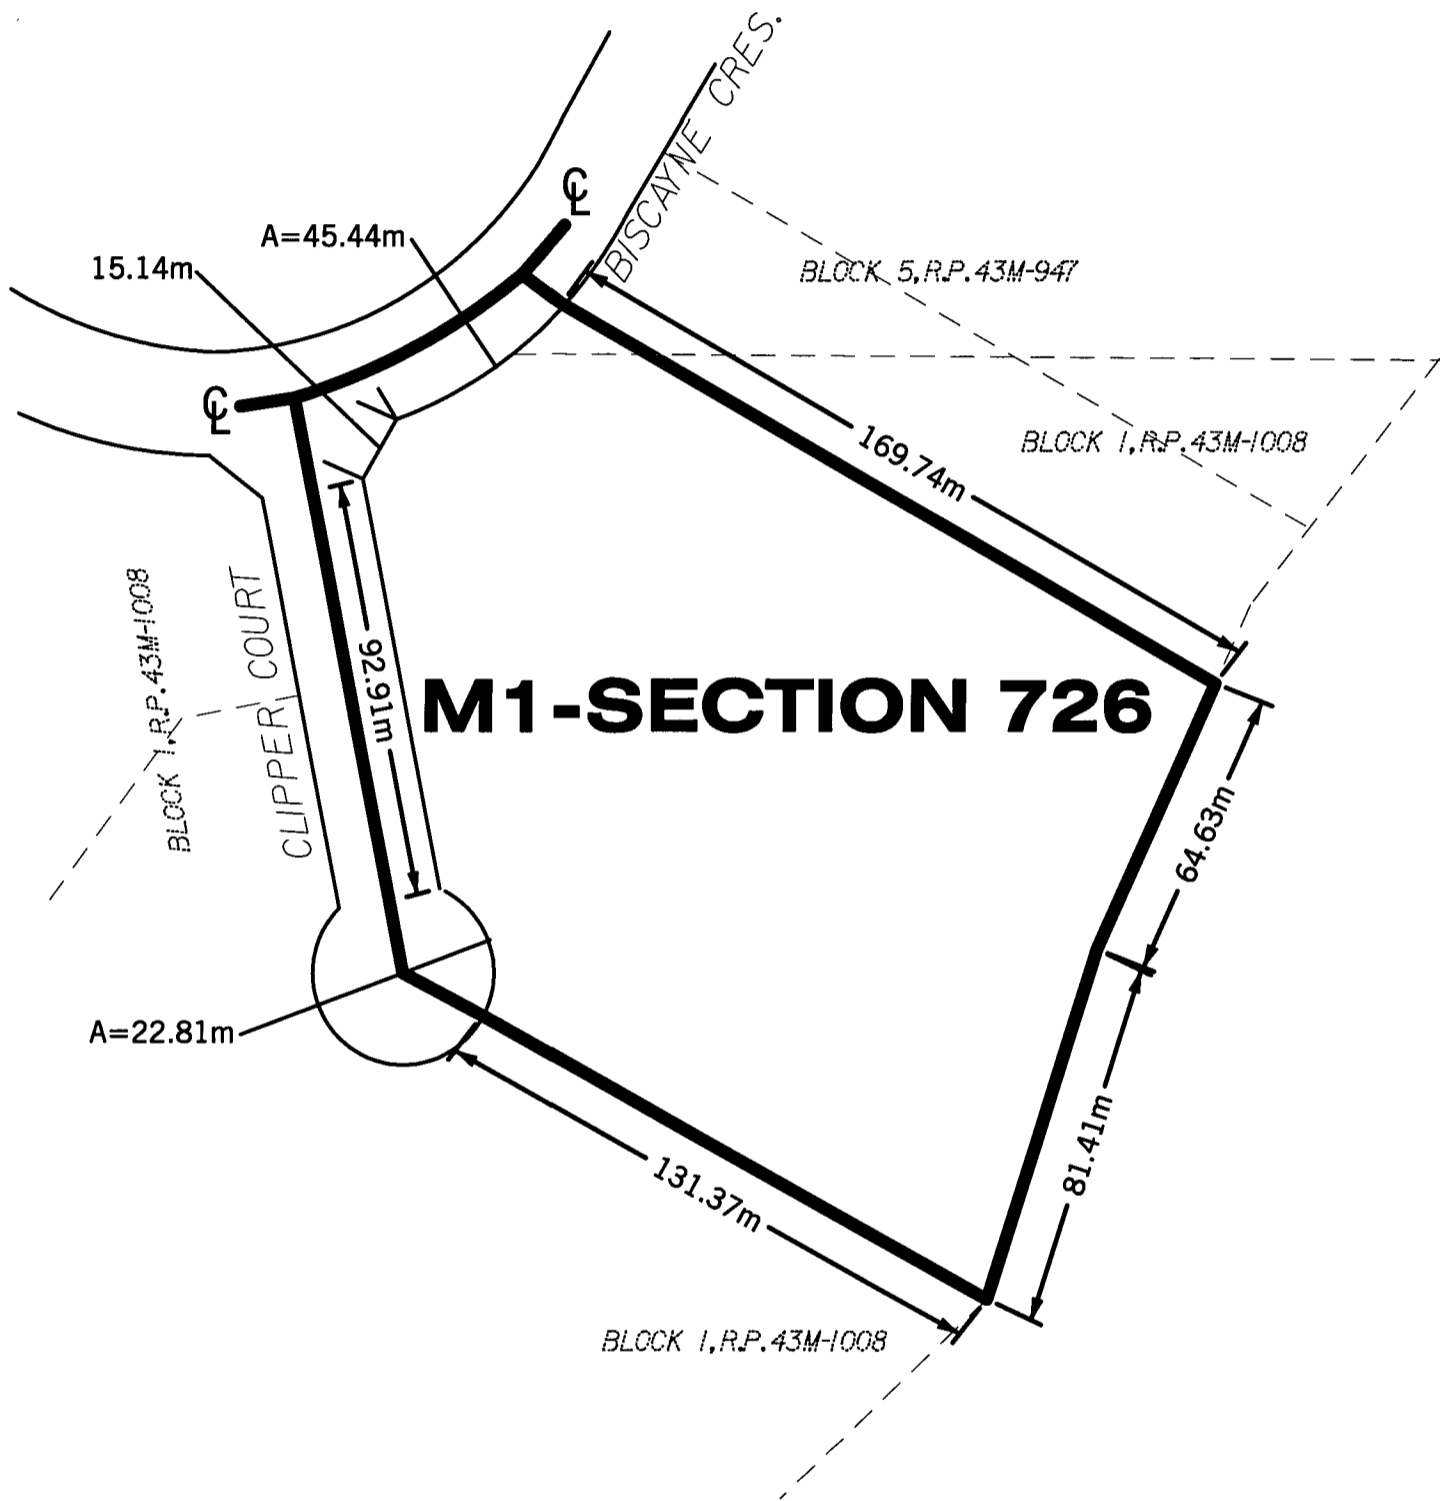 BISCAYNE CRES.
℄
A=45.44m
15.14m
BLOCK 5,R.P.43M-947
℄
BLOCK 1,R.P.43M-1008
169.74m
BLOCK 1,R.P.43M-1008
CLIPPER COURT
92.91m
M1-SECTION 726
64.63m
A=22.81m
81.41m
131.37m
BLOCK 1,R.P.43M-1008